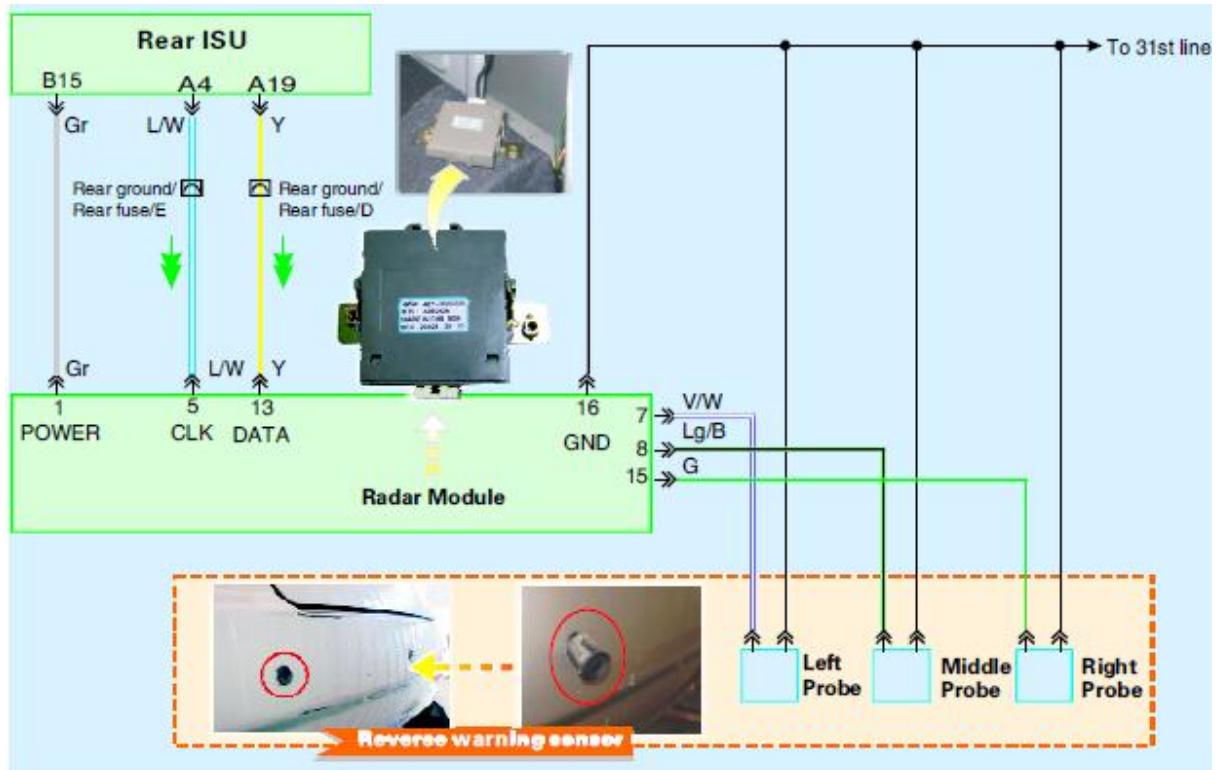 Rear ISU
B15 A4 A19
Gr L/W Y
To 31st line
Rear ground/
Rear fuse/E
Rear ground/
Rear fuse/D
Gr L/W Y
1 5 13 16
POWER CLK DATA GND
Radar Module
7 V/W
8 Lg/B
15 G
Left
Probe
Middle
Probe
Right
Probe
Reverse warning sensor